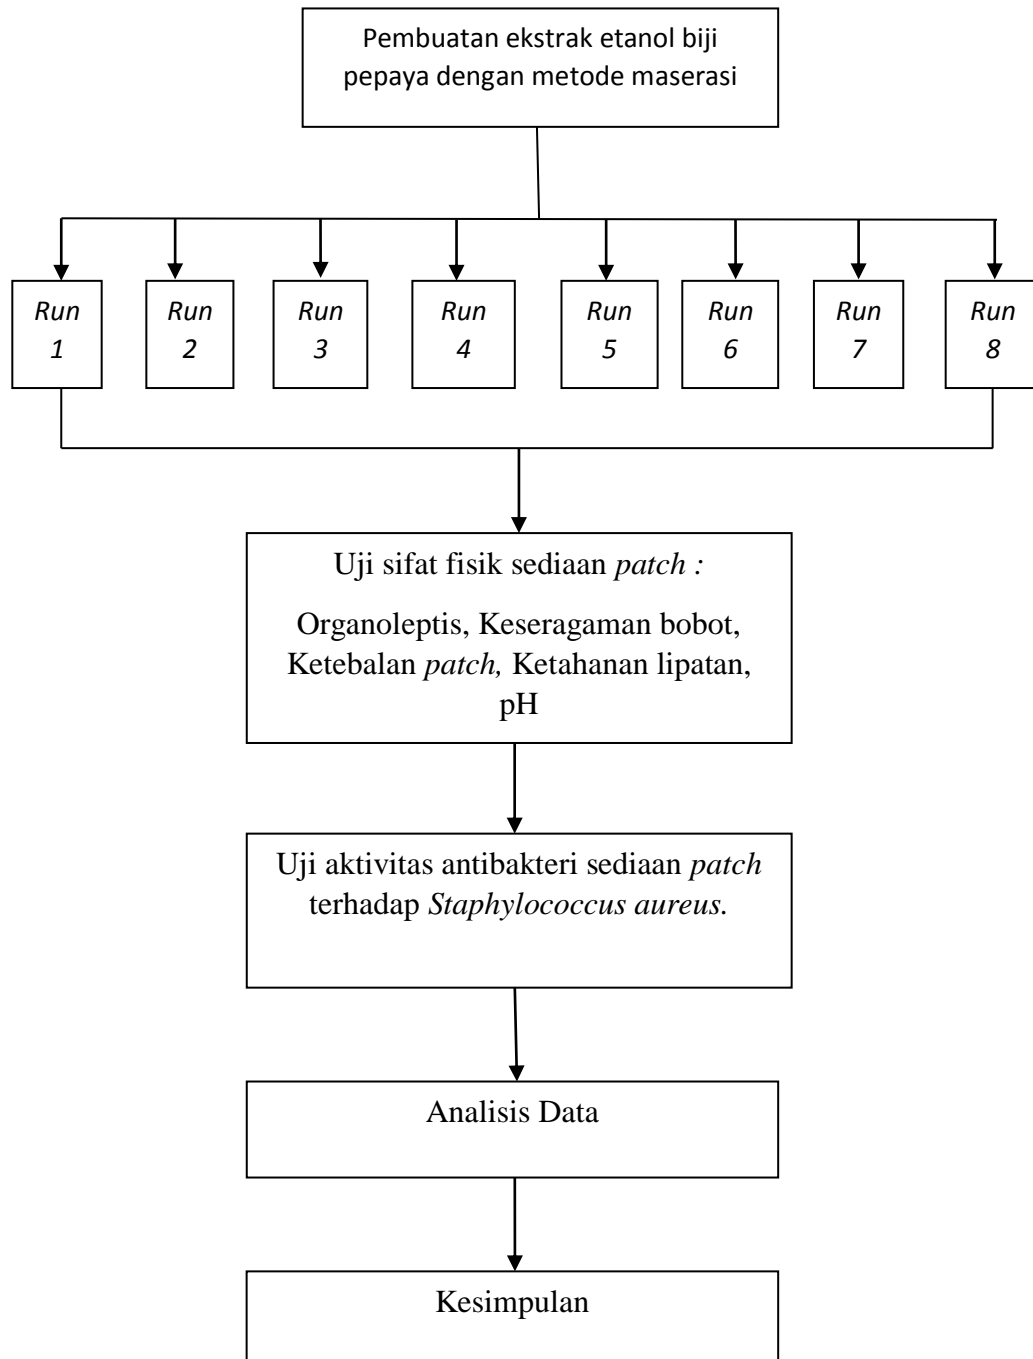 Pembuatan ekstrak etanol biji
pepaya dengan metode maserasi
Run
1
Run
2
Run
3
Run
4
Run
5
Run
6
Run
7
Run
8
Uji sifat fisik sediaan patch :
Organoleptis, Keseragaman bobot,
Ketebalan patch, Ketahanan lipatan,
pH
Uji aktivitas antibakteri sediaan patch
terhadap Staphylococcus aureus.
Analisis Data
Kesimpulan